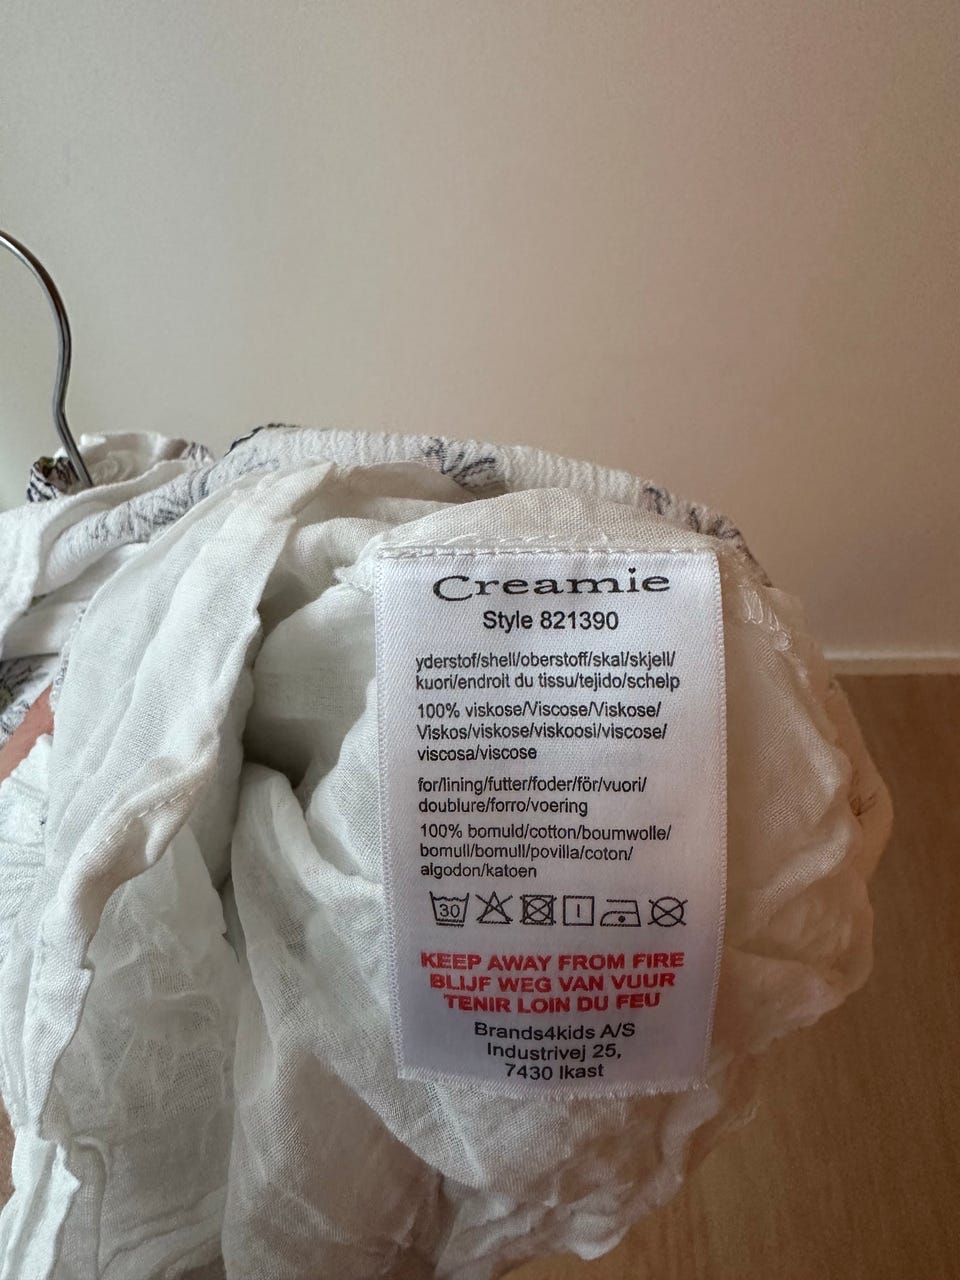 Creamie
Style 821390
yderstof/shell/oberstoff/skal/skjell/
kuori/endroit du tissu/tejido/schelp
100% viskose/Viscose/Viskose/
Viskos/viskose/viskoosi/viscose/
viscosa/viscose
for/lining/futter/foder/fôr/vuori/
doublure/forro/voering
100% bomuld/cotton/boumwolle/
bomull/bomull/povilla/coton/
algodon/katoen
30
KEEP AWAY FROM FIRE
BLIJF WEG VAN VUUR
TENIR LOIN DU FEU
Brands4kids A/S
Industrivej 25,
7430 Ikast